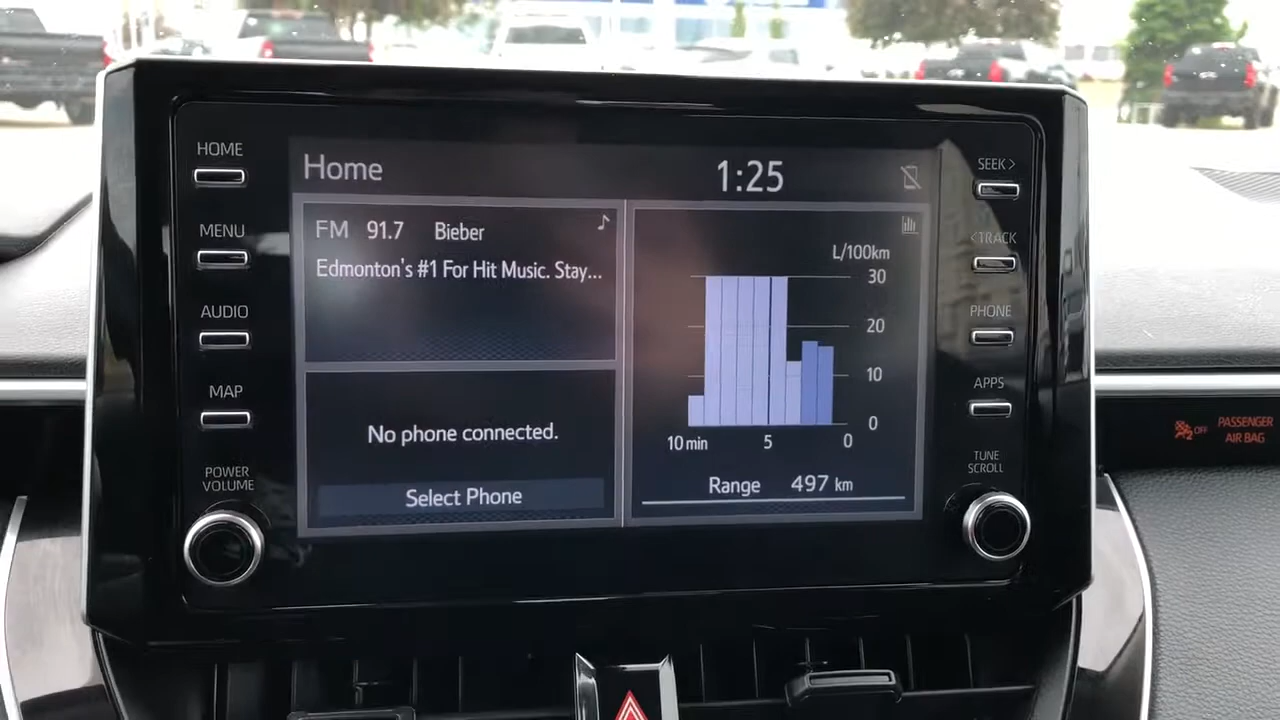 HOME
MENU
AUDIO
MAP
POWER
VOLUME
Home
1:25
FM 91.7 Bieber
Edmonton's #1 For Hit Music. Stay...
No phone connected.
Select Phone
L/100km
30
20
10
0
10 min 5 0
Range 497 km
SEEK >
< TRACK
PHONE
APPS
TUNE
SCROLL
OFF
PASSENGER
AIR BAG